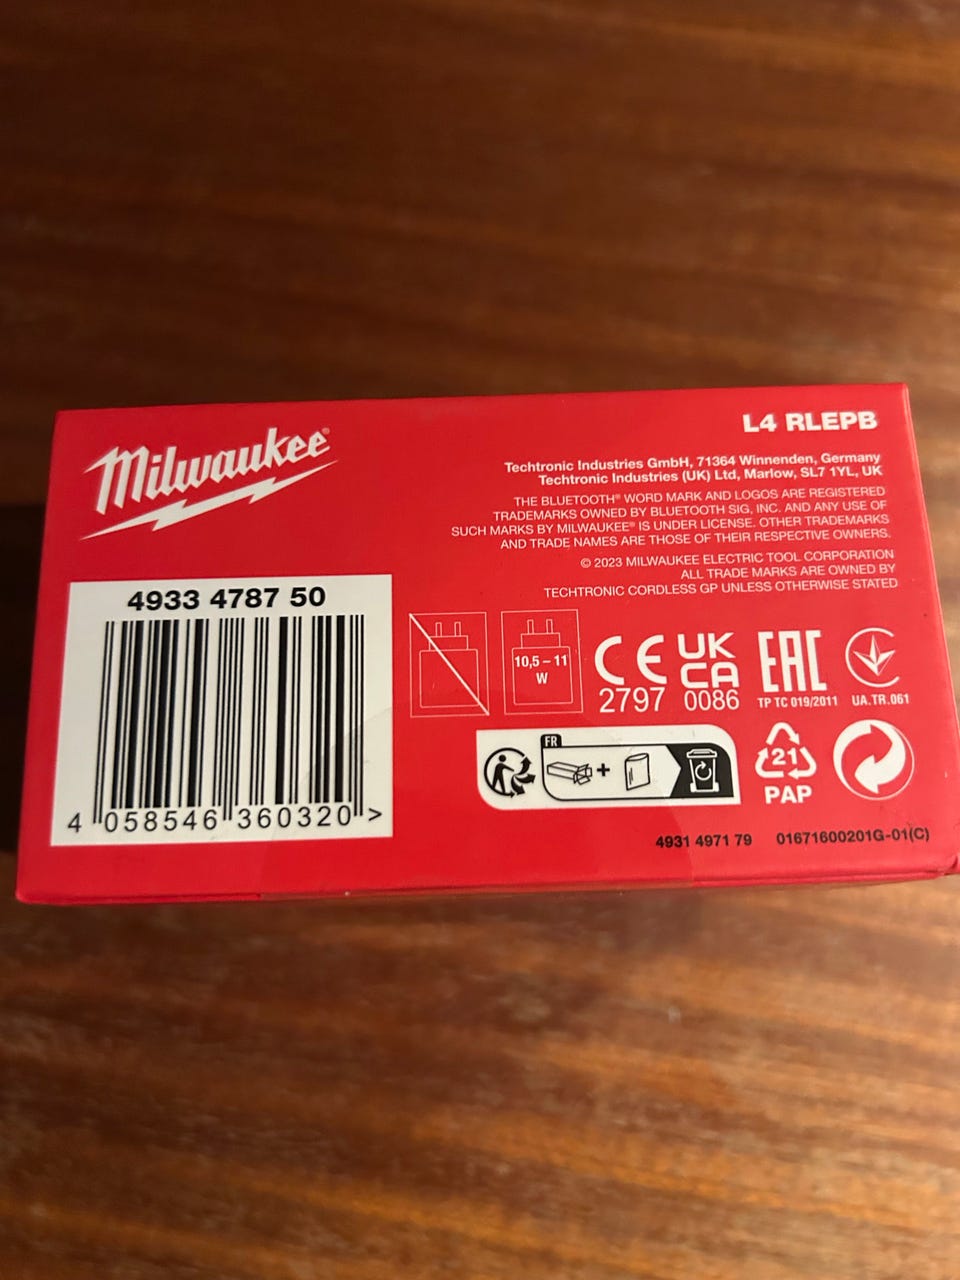 Milwaukee®
L4 RLEPB
Techtronic Industries GmbH, 71364 Winnenden, Germany
Techtronic Industries (UK) Ltd, Marlow, SL7 1YL, UK
THE BLUETOOTH® WORD MARK AND LOGOS ARE REGISTERED
TRADEMARKS OWNED BY BLUETOOTH SIG, INC. AND ANY USE OF
SUCH MARKS BY MILWAUKEE® IS UNDER LICENSE. OTHER TRADEMARKS
AND TRADE NAMES ARE THOSE OF THEIR RESPECTIVE OWNERS.
© 2023 MILWAUKEE ELECTRIC TOOL CORPORATION
ALL TRADE MARKS ARE OWNED BY
TECHTRONIC CORDLESS GP UNLESS OTHERWISE STATED
4933 4787 50
4 058546 360320 >
10,5 – 11
W
CE
2797
UK
CA
0086
EAC
TP TC 019/2011
UA.TR.061
FR
+
21
PAP
4931 4971 79
01671600201G-01(C)